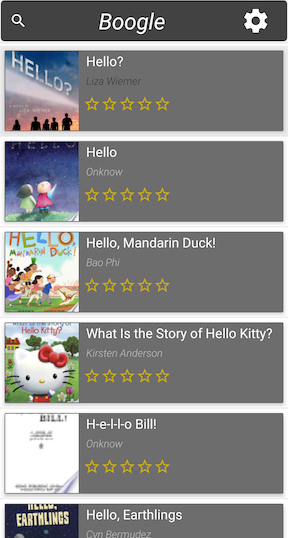 Boogle
HELLO?
LIZA WIEMER
Hello?
Liza Wiemer
Hello
Onknow
HELLO,
MANDARIN DUCK!
Hello, Mandarin Duck!
Bao Phi
What Is the Story of
Hello Kitty?
What Is the Story of Hello Kitty?
Kirsten Anderson
BILL!
H-e-l-l-o Bill!
Onknow
HELLO,
EARTHLINGS
Hello, Earthlings
Cyn Bermudez